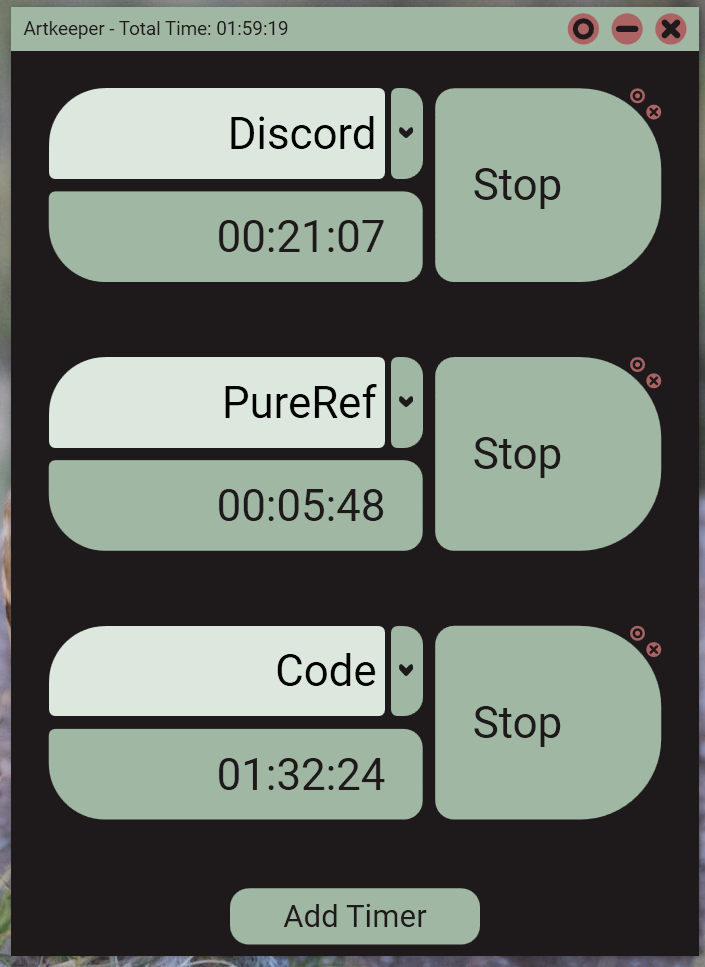 Artkeeper - Total Time: 01:59:19
Discord
Stop
00:21:07
PureRef
Stop
00:05:48
Code
Stop
01:32:24
Add Timer